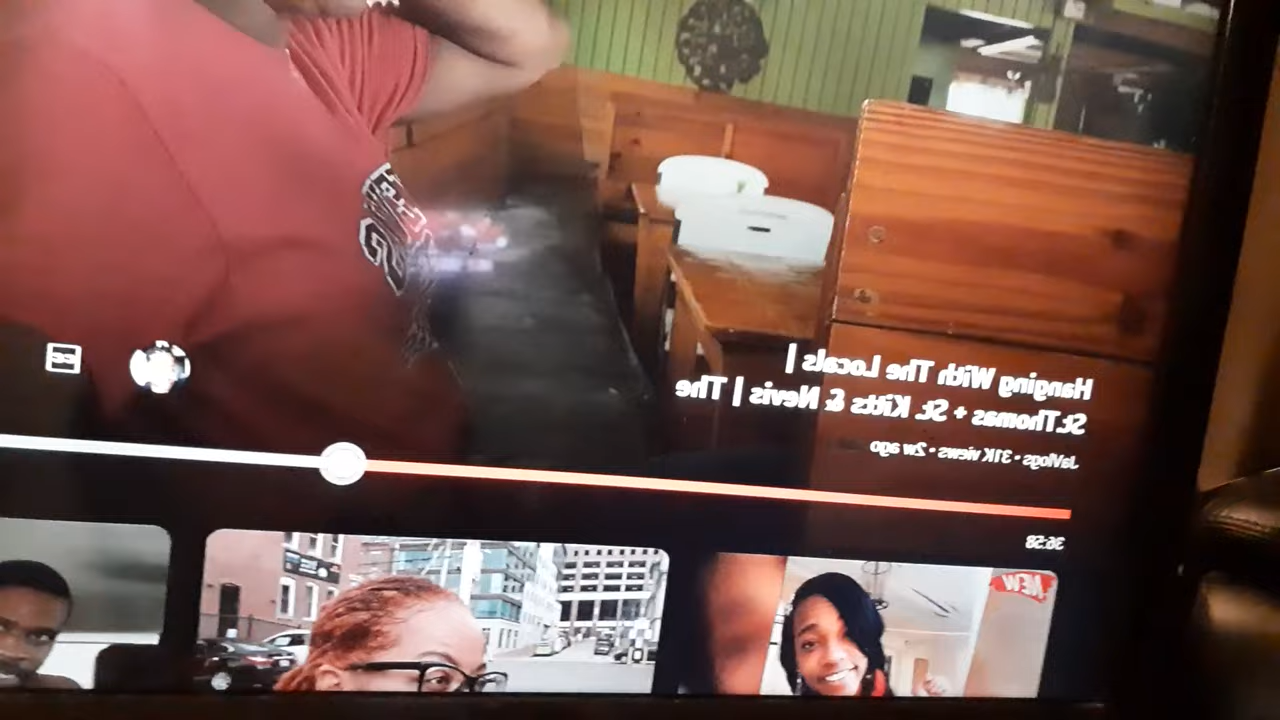 Hanging With The Locals |
St.Thomas + St. Kitts & Nevis | The
JaVlogs • 31K views • 2w ago
36:58
NEW